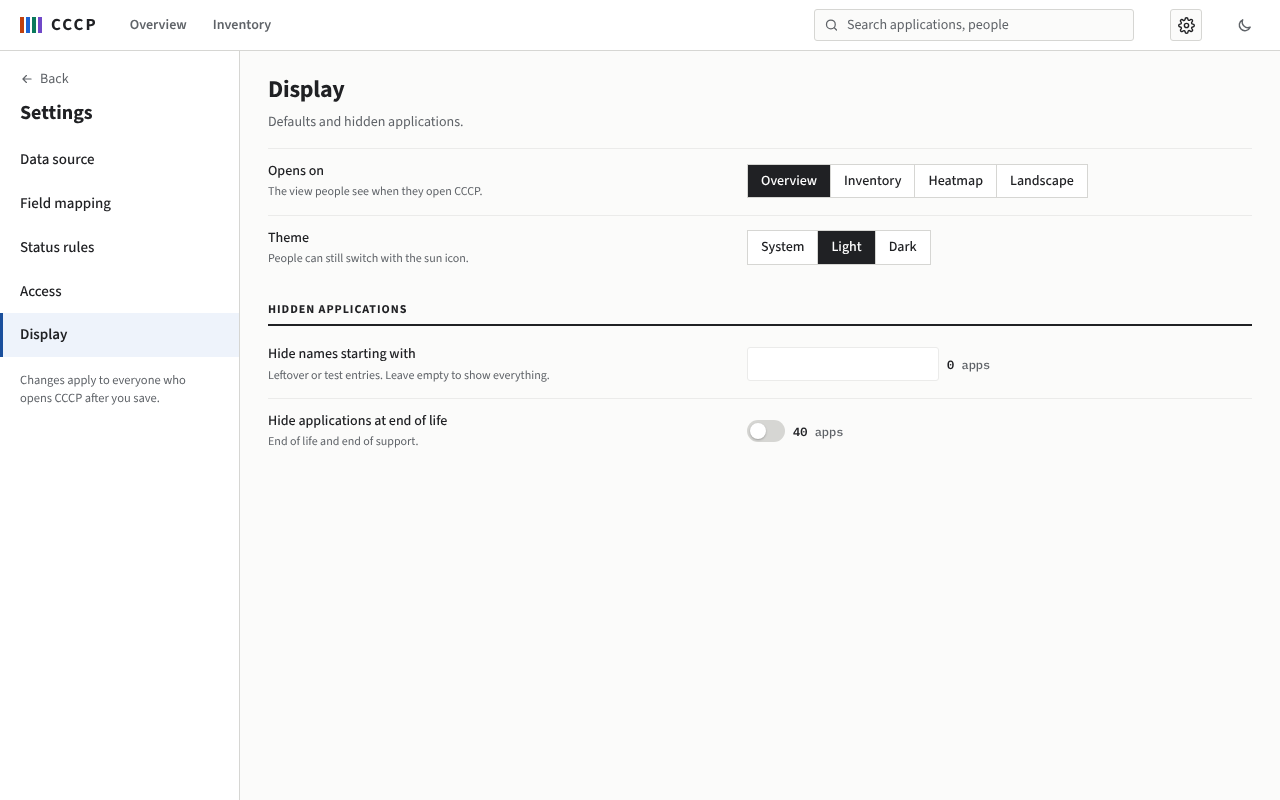 CCCP
Overview
Inventory
Search applications, people
Back
Settings
Data source
Field mapping
Status rules
Access
Display
Changes apply to everyone who
opens CCCP after you save.
Display
Defaults and hidden applications.
Opens on
The view people see when they open CCCP.
Overview
Inventory
Heatmap
Landscape
Theme
People can still switch with the sun icon.
System
Light
Dark
HIDDEN APPLICATIONS
Hide names starting with
Leftover or test entries. Leave empty to show everything.
0 apps
Hide applications at end of life
End of life and end of support.
40 apps